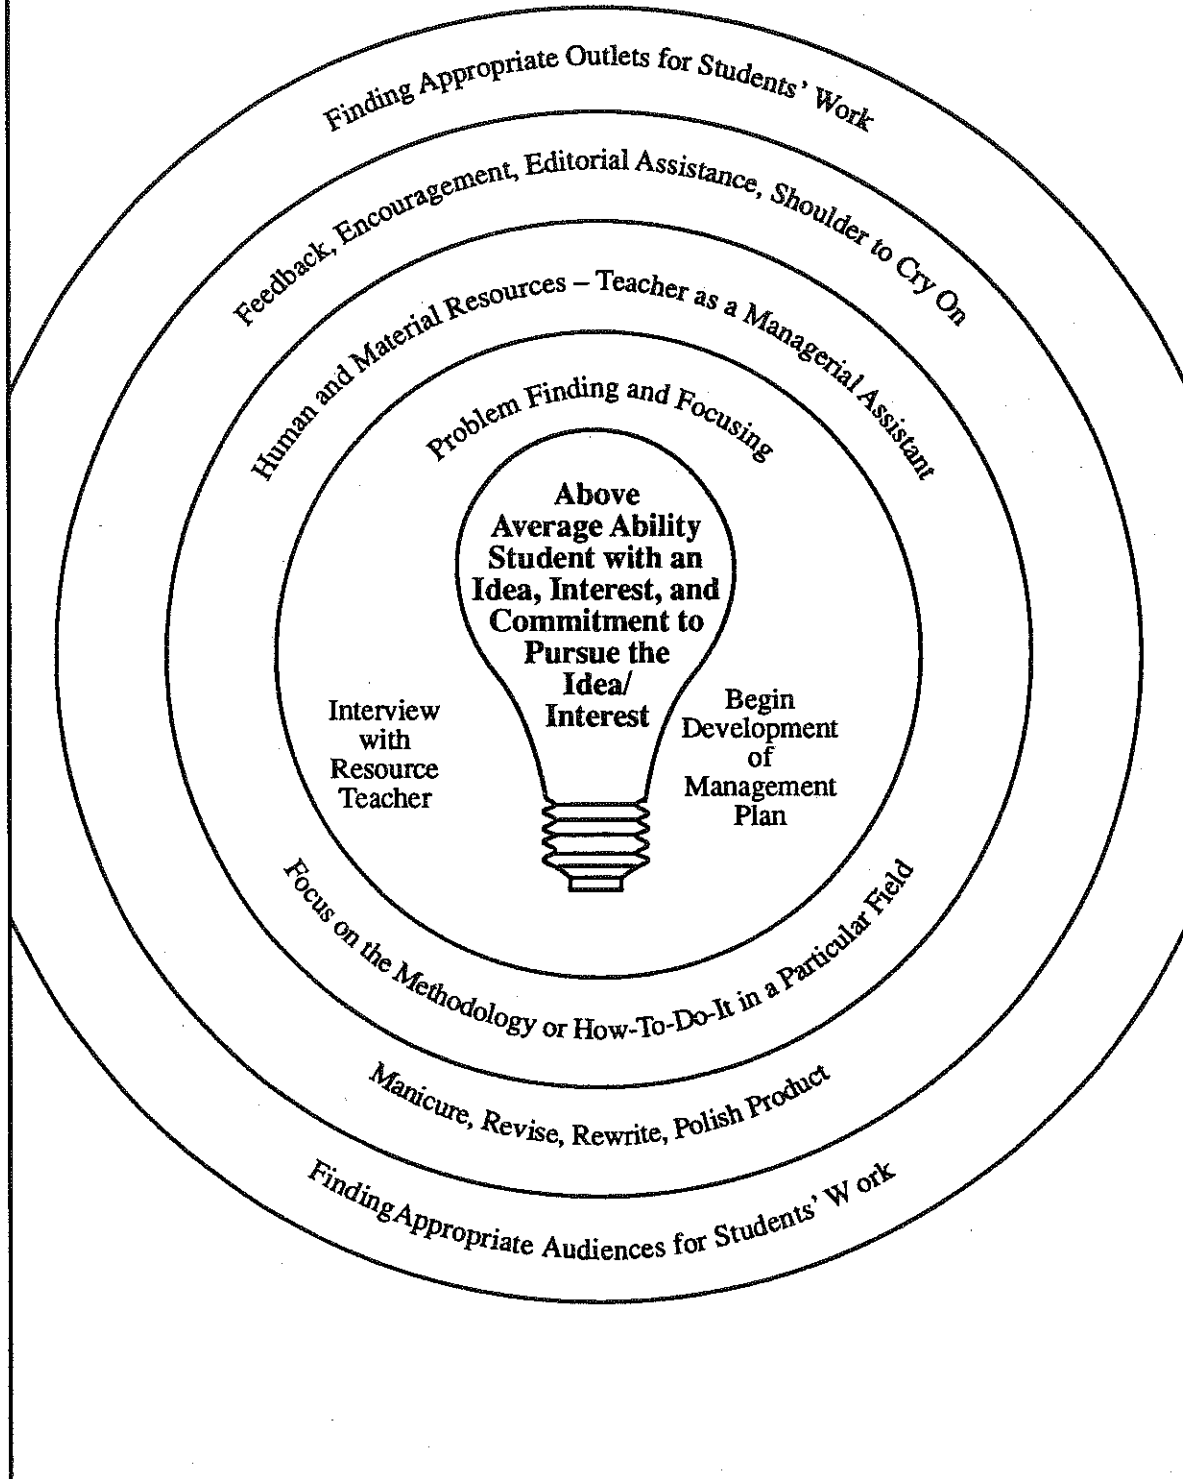 Finding Appropriate Outlets for Students' Work
Feedback, Encouragement, Editorial Assistance, Shoulder to Cry On
Human and Material Resources – Teacher as a Managerial Assistant
Problem Finding and Focusing
Above
Average Ability
Student with an
Idea, Interest, and
Commitment to
Pursue the
Idea/
Interest
Interview
with
Resource
Teacher
Begin
Development
of
Management
Plan
Focus on the Methodology or How-To-Do-It in a Particular Field
Manicure, Revise, Rewrite, Polish Product
Finding Appropriate Audiences for Students' Work